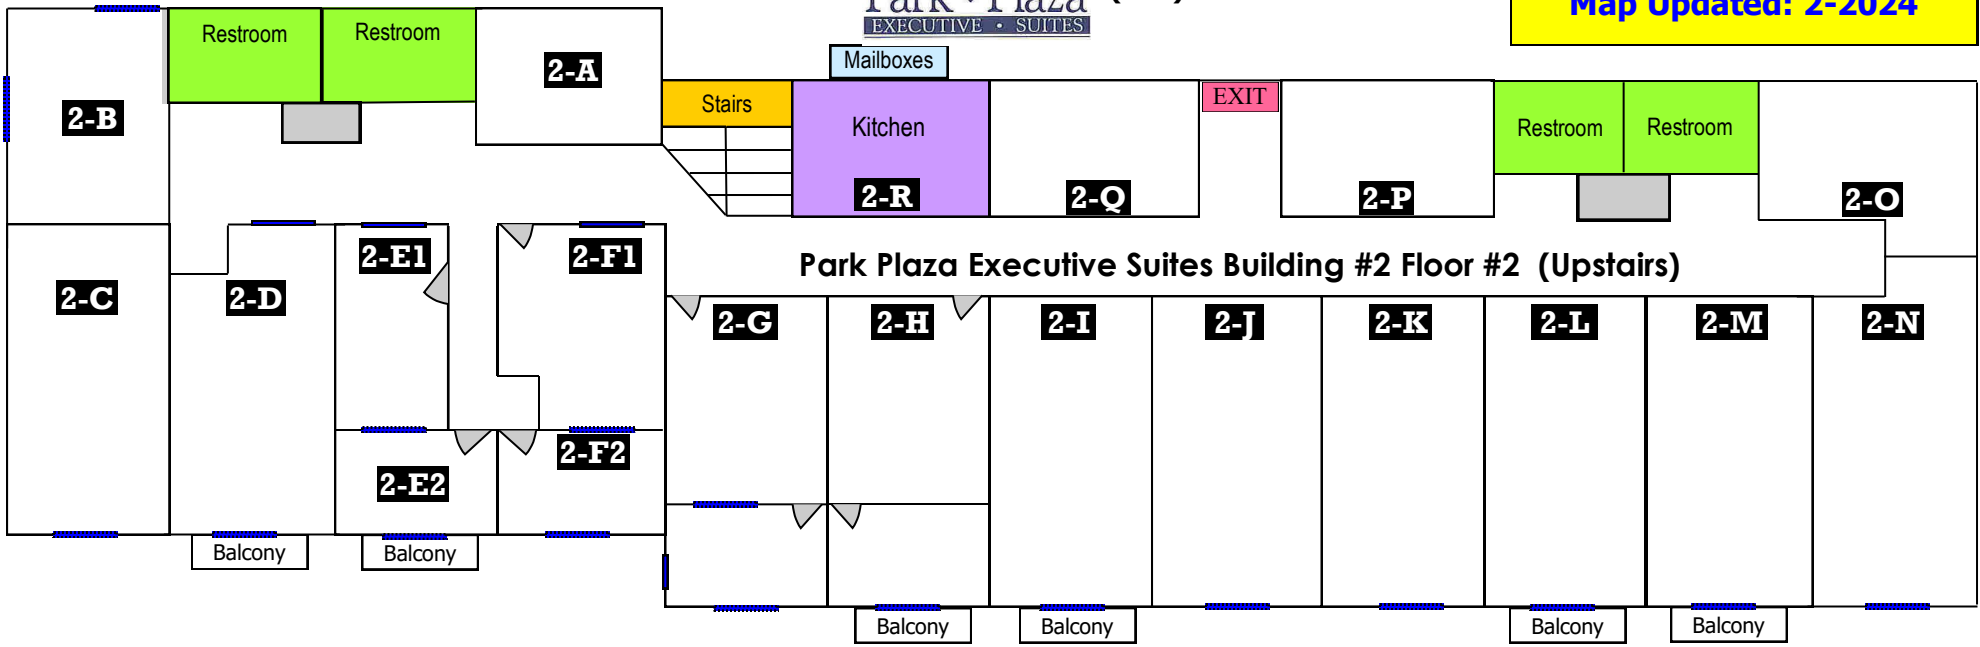 Park Plaza
EXECUTIVE • SUITES
Map Updated: 2-2024
Restroom
Restroom
2-A
Mailboxes
2-B
Stairs
Kitchen
2-R
2-Q
EXIT
2-P
Restroom
Restroom
2-O
2-C
2-D
2-E1
2-F1
Park Plaza Executive Suites Building #2 Floor #2 (Upstairs)
2-G
2-H
2-I
2-J
2-K
2-L
2-M
2-N
2-E2
2-F2
Balcony
Balcony
Balcony
Balcony
Balcony
Balcony